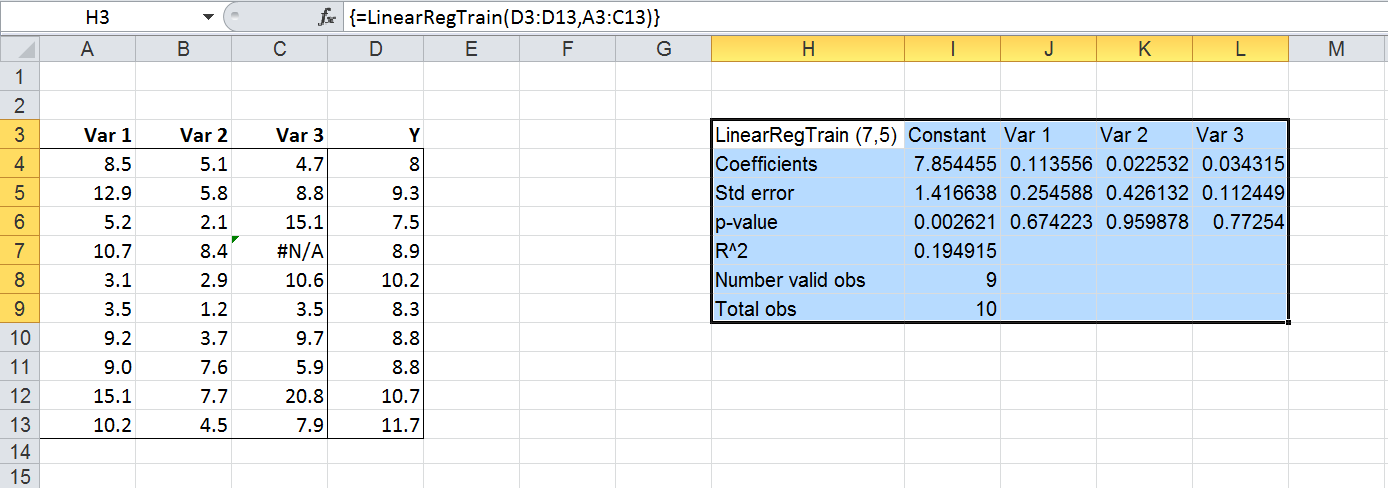 H3 fx {=LinearRegTrain(D3:D13,A3:C13)}
A B C D E F G H I J K L M
1
2
3 Var 1 Var 2 Var 3 Y LinearRegTrain (7,5) Constant Var 1 Var 2 Var 3
4 8.5 5.1 4.7 8 Coefficients 7.854455 0.113556 0.022532 0.034315
5 12.9 5.8 8.8 9.3 Std error 1.416638 0.254588 0.426132 0.112449
6 5.2 2.1 15.1 7.5 p-value 0.002621 0.674223 0.959878 0.77254
7 10.7 8.4 #N/A 8.9 R^2 0.194915
8 3.1 2.9 10.6 10.2 Number valid obs 9
9 3.5 1.2 3.5 8.3 Total obs 10
10 9.2 3.7 9.7 8.8
11 9.0 7.6 5.9 8.8
12 15.1 7.7 20.8 10.7
13 10.2 4.5 7.9 11.7
14
15